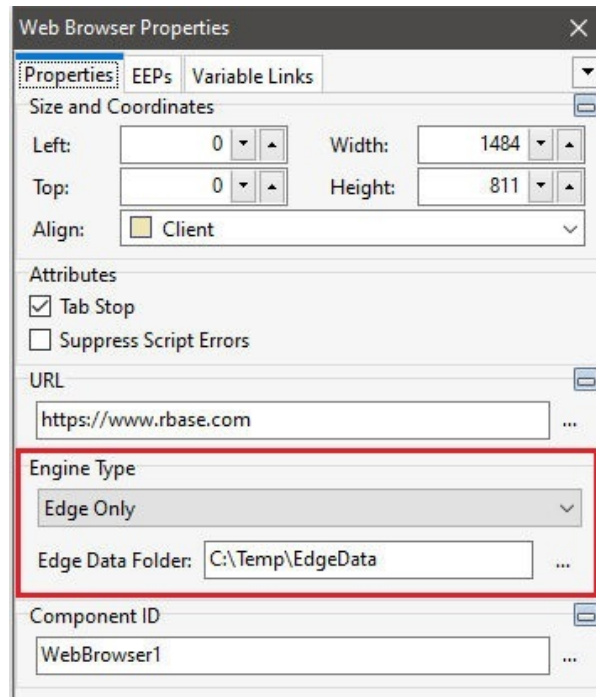 Web Browser Properties
Properties EEPs Variable Links
Size and Coordinates
Left: 0 Width: 1484
Top: 0 Height: 811
Align: Client
Attributes
Tab Stop
Suppress Script Errors
URL
https://www.rbase.com ...
Engine Type
Edge Only
Edge Data Folder: C:\Temp\EdgeData ...
Component ID
WebBrowser1 ...